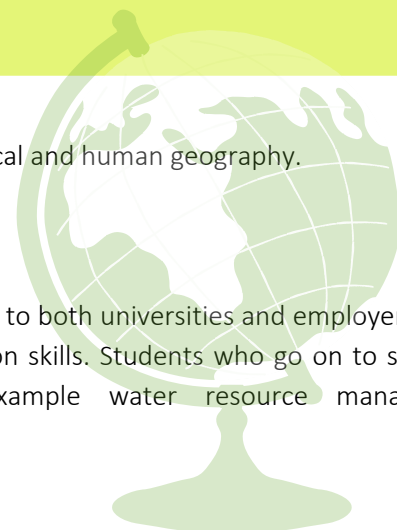 cal and human geography.
to both universities and employer
on skills. Students who go on to s
xample water resource mana